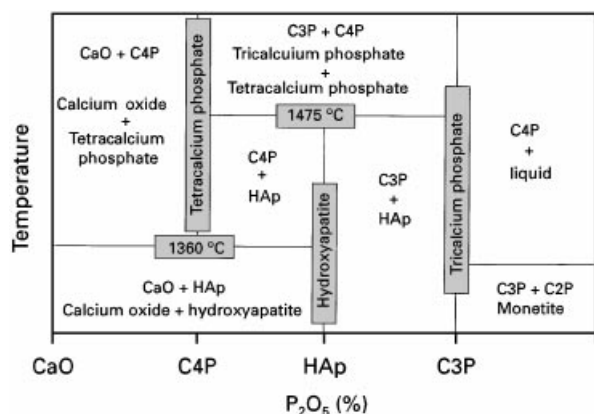 Temperature
CaO + C4P
Calcium oxide
+
Tetracalcium
phosphate
Tetracalcium phosphate
C3P + C4P
Tricalcuium phosphate
+
Tetracalcium phosphate
1475 °C
C4P
+
HAp
C3P
+
HAp
Tricalcium phosphate
C4P
+
liquid
1360 °C
Hydroxyapatite
CaO + HAp
Calcium oxide + hydroxyapatite
C3P + C2P
Monetite
CaO
C4P
HAp
C3P
P₂O₅ (%)